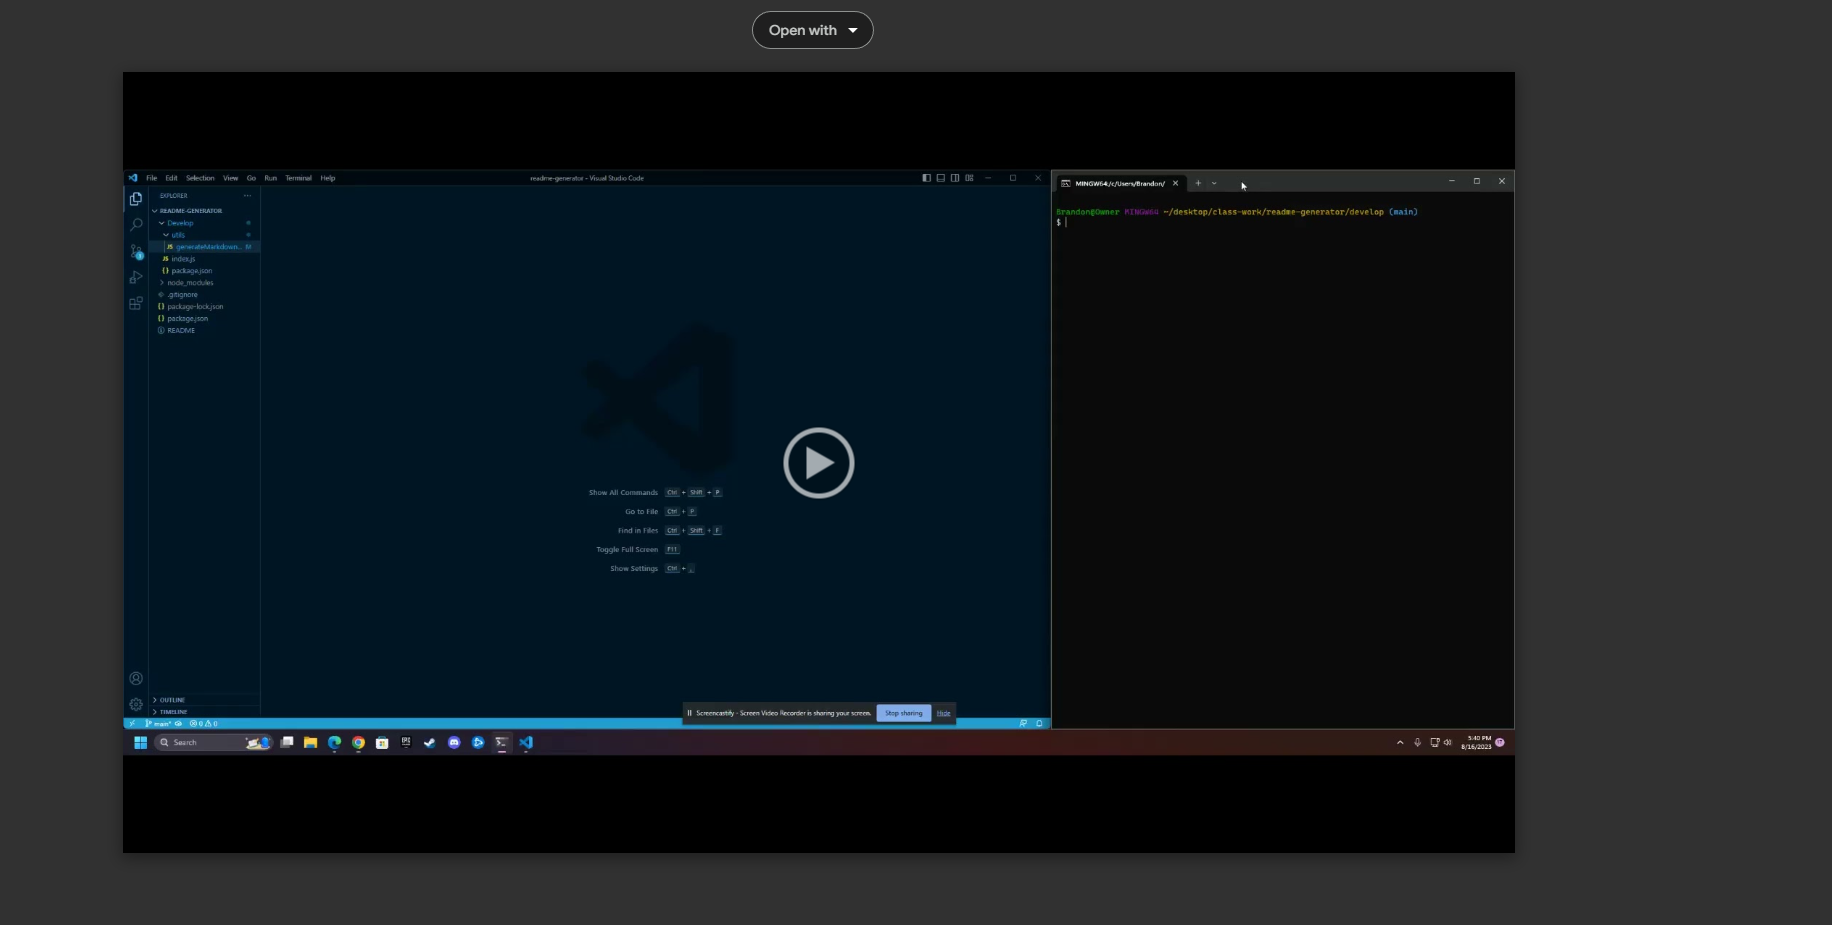 Open with
File Edit Selection View Go Run Terminal Help
readme-generator - Visual Studio Code
EXPLORER
README-GENERATOR
Develop
utils
JS generateMarkdown... M
JS index.js
{} package.json
node_modules
.gitignore
{} package-lock.json
{} package.json
README
Show All Commands Ctrl + Shift + P
Go to File Ctrl + P
Find in Files Ctrl + Shift + F
Toggle Full Screen F11
Show Settings Ctrl + ,
OUTLINE
TIMELINE
main* 0 0
Screencastify - Screen Video Recorder is sharing your screen. Stop sharing Hide
MINGW64:/c/Users/Brandon/
Brandon@Owner MINGW64 ~/desktop/class-work/readme-generator/develop (main)
$
Search
5:40 PM
8/16/2023